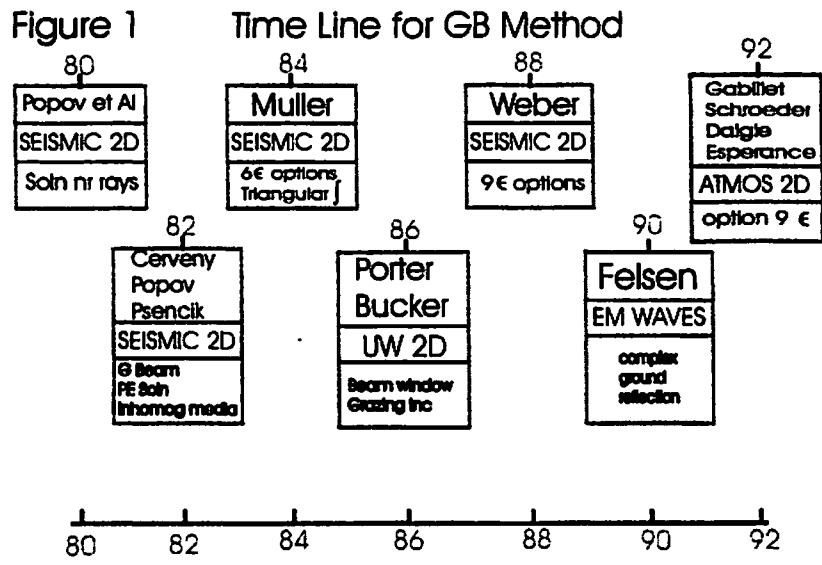 Figure 1 Time Line for GB Method
80
Popov et Al
SEISMIC 2D
Soln nr rays
84
Muller
SEISMIC 2D
6€ options
Triangular ∫
88
Weber
SEISMIC 2D
9€ options
92
Gabillet
Schroeder
Daigle
Esperance
ATMOS 2D
option 9 €
82
Cerveny
Popov
Psencik
SEISMIC 2D
G Beam
PE Soln
Inhomog media
86
Porter
Bucker
UW 2D
Beam window
Grazing Inc
90
Felsen
EM WAVES
complex
ground
reflection
80 82 84 86 88 90 92